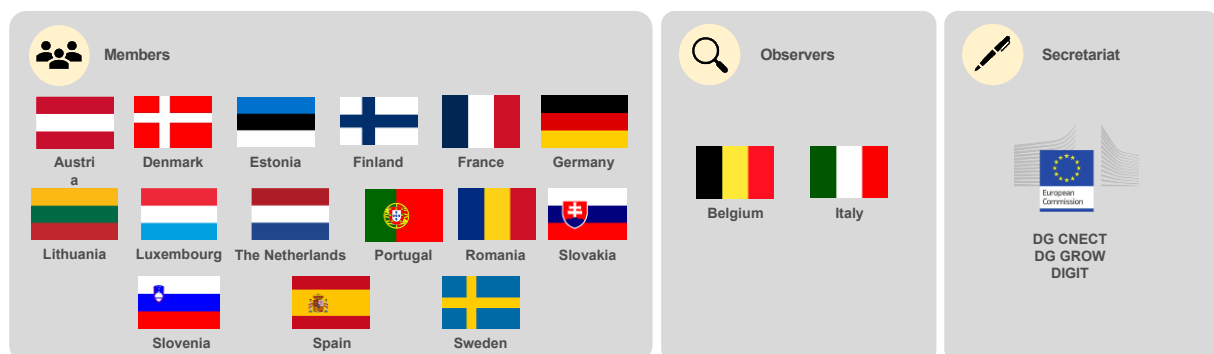 Members
Austri
a
Denmark
Estonia
Finland
France
Germany
Lithuania
Luxembourg
The Netherlands
Portugal
Romania
Slovakia
Slovenia
Spain
Sweden
Observers
Belgium
Italy
Secretariat
European
Commission
DG CNECT
DG GROW
DIGIT